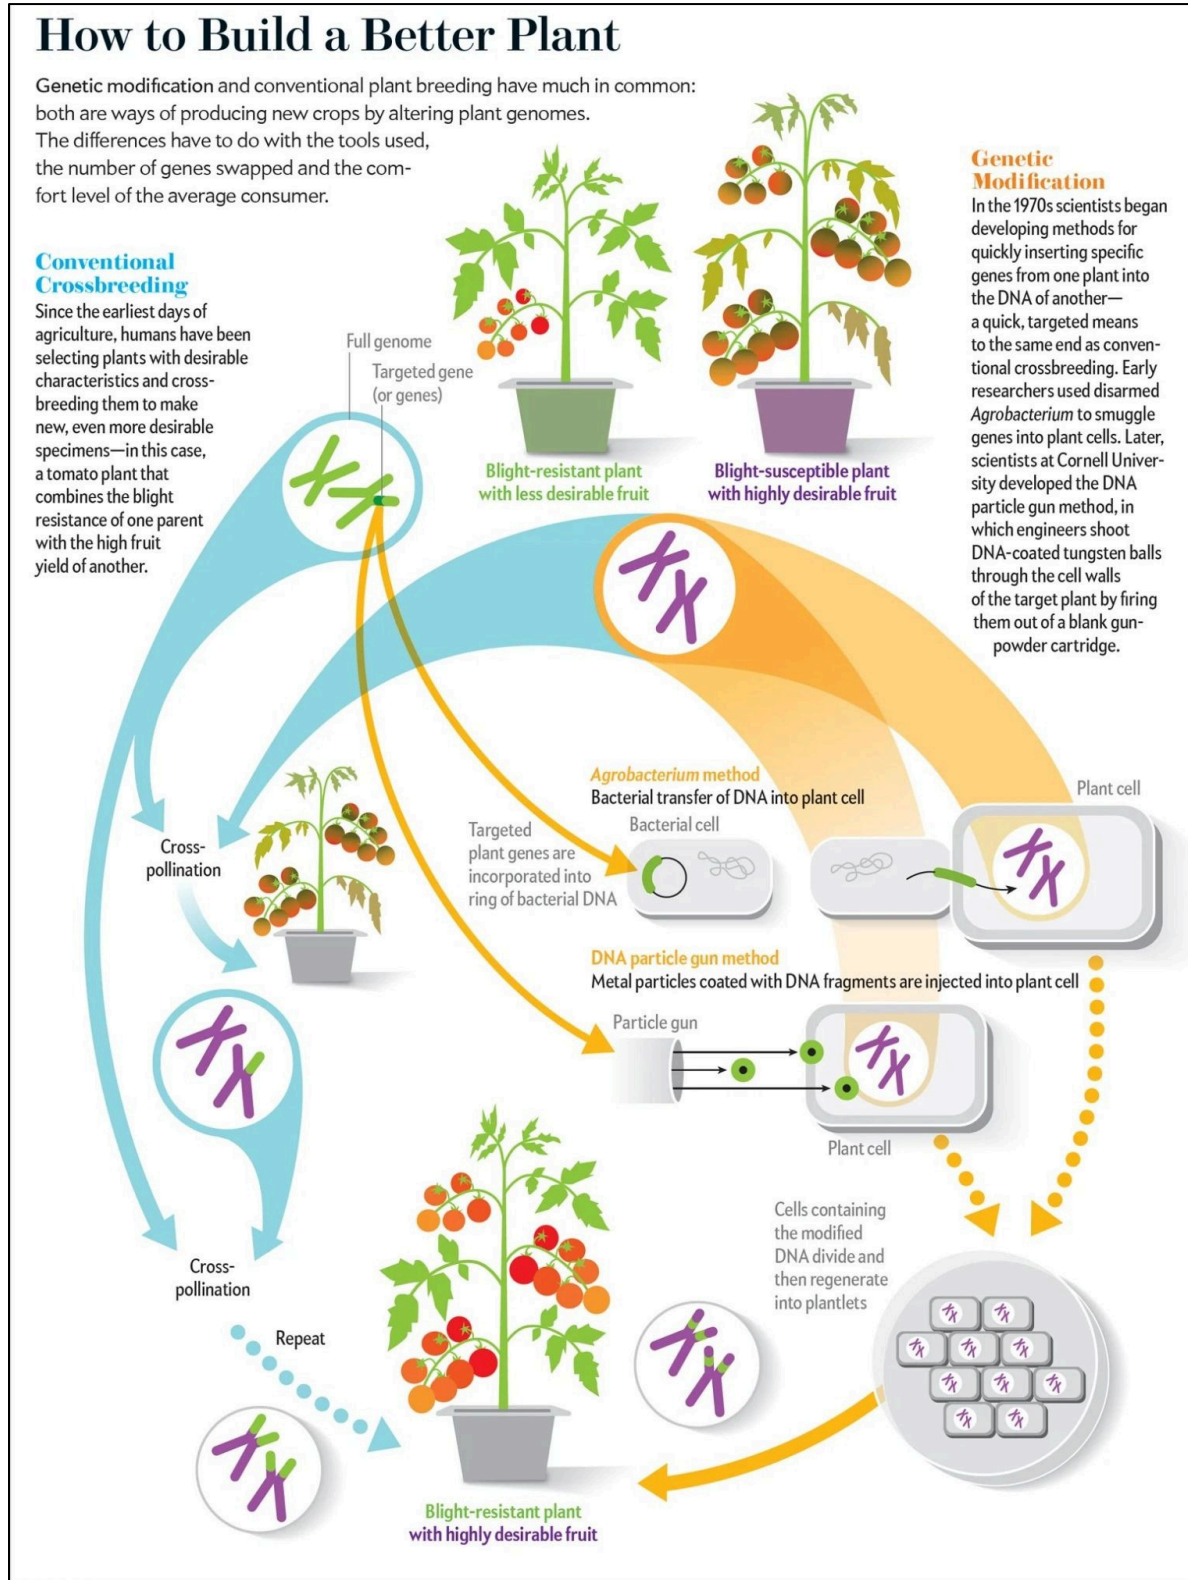 How to Build a Better Plant
Genetic modification and conventional plant breeding have much in common:
both are ways of producing new crops by altering plant genomes.
The differences have to do with the tools used,
the number of genes swapped and the com-
fort level of the average consumer.
Conventional
Crossbreeding
Since the earliest days of
agriculture, humans have been
selecting plants with desirable
characteristics and cross-
breeding them to make
new, even more desirable
specimens—in this case,
a tomato plant that
combines the blight
resistance of one parent
with the high fruit
yield of another.
Full genome
Targeted gene
(or genes)
Blight-resistant plant
with less desirable fruit
Blight-susceptible plant
with highly desirable fruit
Genetic
Modification
In the 1970s scientists began
developing methods for
quickly inserting specific
genes from one plant into
the DNA of another—
a quick, targeted means
to the same end as conven-
tional crossbreeding. Early
researchers used disarmed
Agrobacterium to smuggle
genes into plant cells. Later,
scientists at Cornell Univer-
sity developed the DNA
particle gun method, in
which engineers shoot
DNA-coated tungsten balls
through the cell walls
of the target plant by firing
them out of a blank gun-
powder cartridge.
Agrobacterium method
Bacterial transfer of DNA into plant cell
Plant cell
Bacterial cell
Targeted
plant genes are
incorporated into
ring of bacterial DNA
Cross-
pollination
DNA particle gun method
Metal particles coated with DNA fragments are injected into plant cell
Particle gun
Plant cell
Cells containing
the modified
DNA divide and
then regenerate
into plantlets
Cross-
pollination
Repeat
Blight-resistant plant
with highly desirable fruit